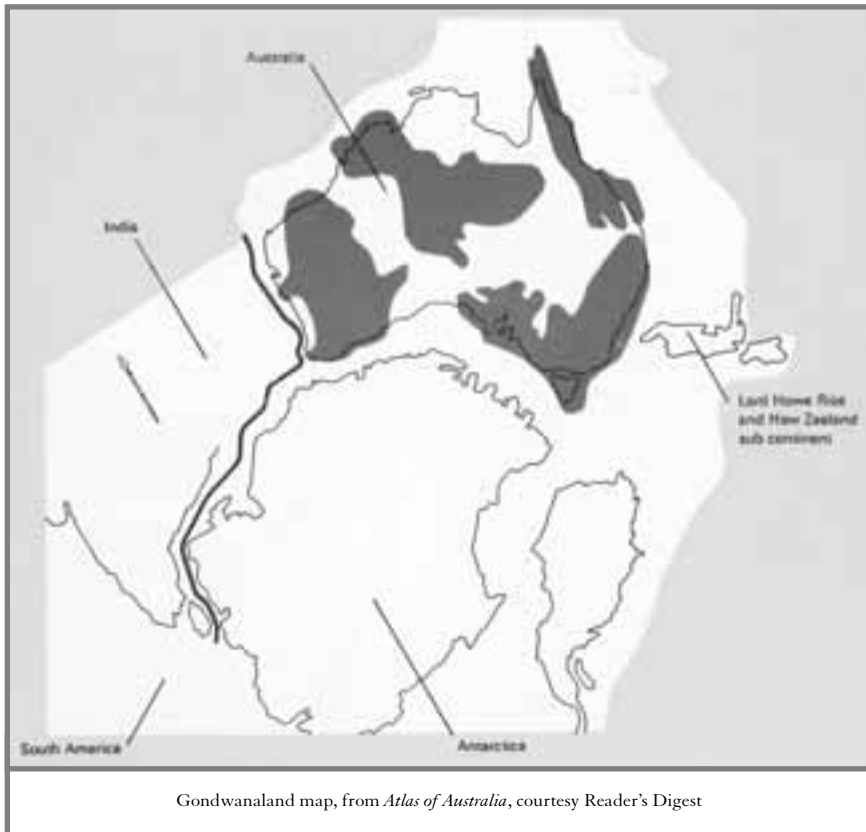 Australia
India
Lord Howe Rise
and New Zealand
sub continent
South America
Antarctica
Gondwanaland map, from Atlas of Australia, courtesy Reader's Digest